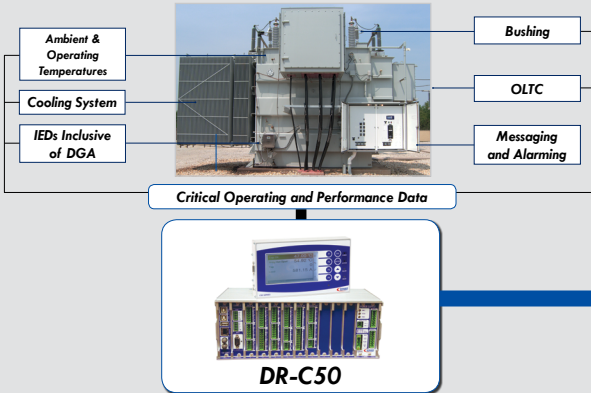 Ambient &
Operating
Temperatures
Cooling System
IEDs Inclusive
of DGA
Bushing
OLTC
Messaging
and Alarming
Critical Operating and Performance Data
DR-C50